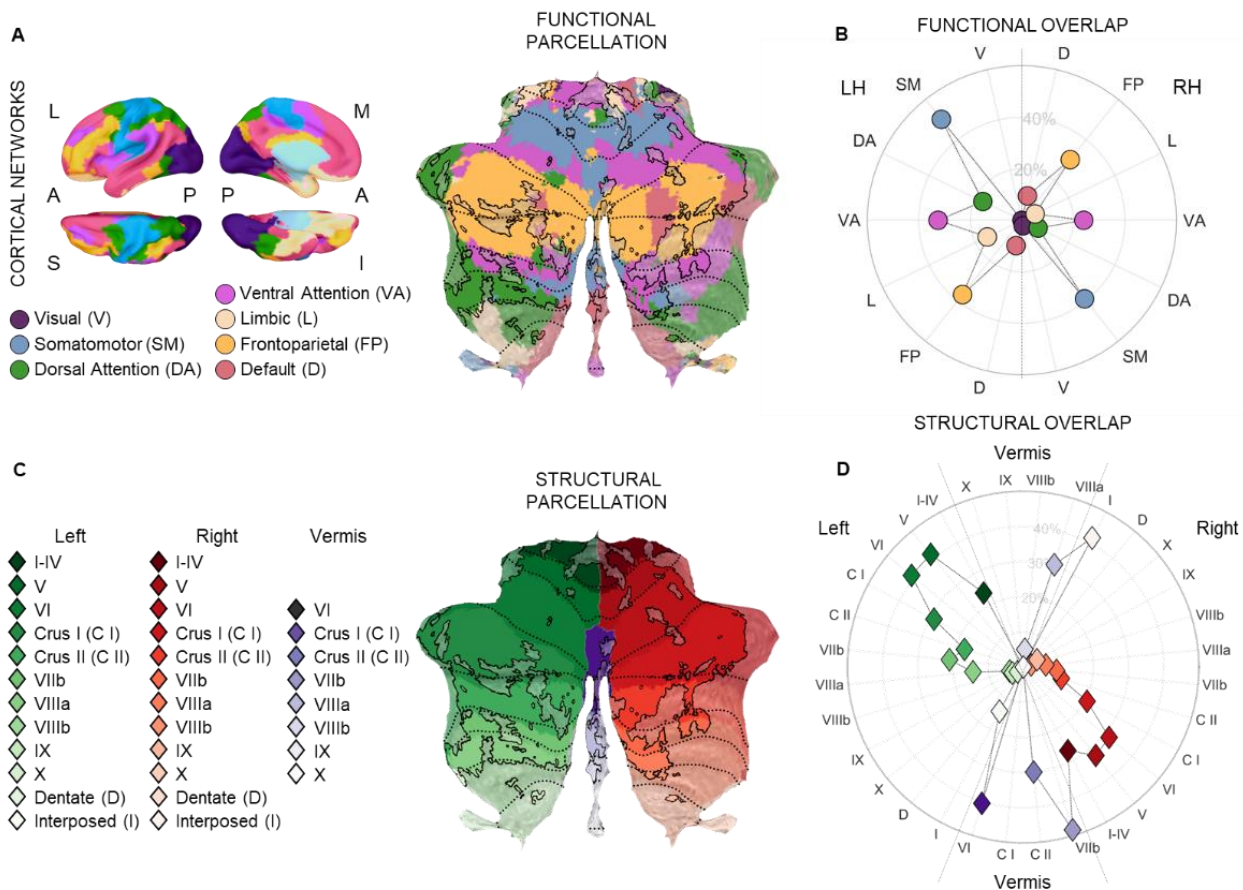 A
FUNCTIONAL
PARCELLATION
B
FUNCTIONAL OVERLAP
CORTICAL NETWORKS
L
M
A
P
P
A
S
I
Visual (V)
Somatomotor (SM)
Dorsal Attention (DA)
Ventral Attention (VA)
Limbic (L)
Frontoparietal (FP)
Default (D)
LH
RH
V
D
SM
FP
DA
L
VA
VA
L
DA
FP
SM
D
V
40%
20%
C
STRUCTURAL
PARCELLATION
D
STRUCTURAL OVERLAP
Left
Right
Vermis
I-IV
I-IV
V
V
VI
VI
VI
Crus I (C I)
Crus I (C I)
Crus I (C I)
Crus II (C II)
Crus II (C II)
Crus II (C II)
VIIb
VIIb
VIIb
VIIIa
VIIIa
VIIIa
VIIIb
VIIIb
VIIIb
IX
IX
IX
X
X
X
Dentate (D)
Dentate (D)
Interposed (I)
Interposed (I)
Vermis
Left
Right
X
IX
VIIIb
VIIIa
I-IV
I
V
D
VI
X
C I
IX
C II
VIIIb
VIIb
VIIIa
VIIIa
VIIb
VIIIb
C II
IX
C I
X
VI
D
V
I
I-IV
VI
C I
C II
VIIb
40%
30%
20%
Vermis